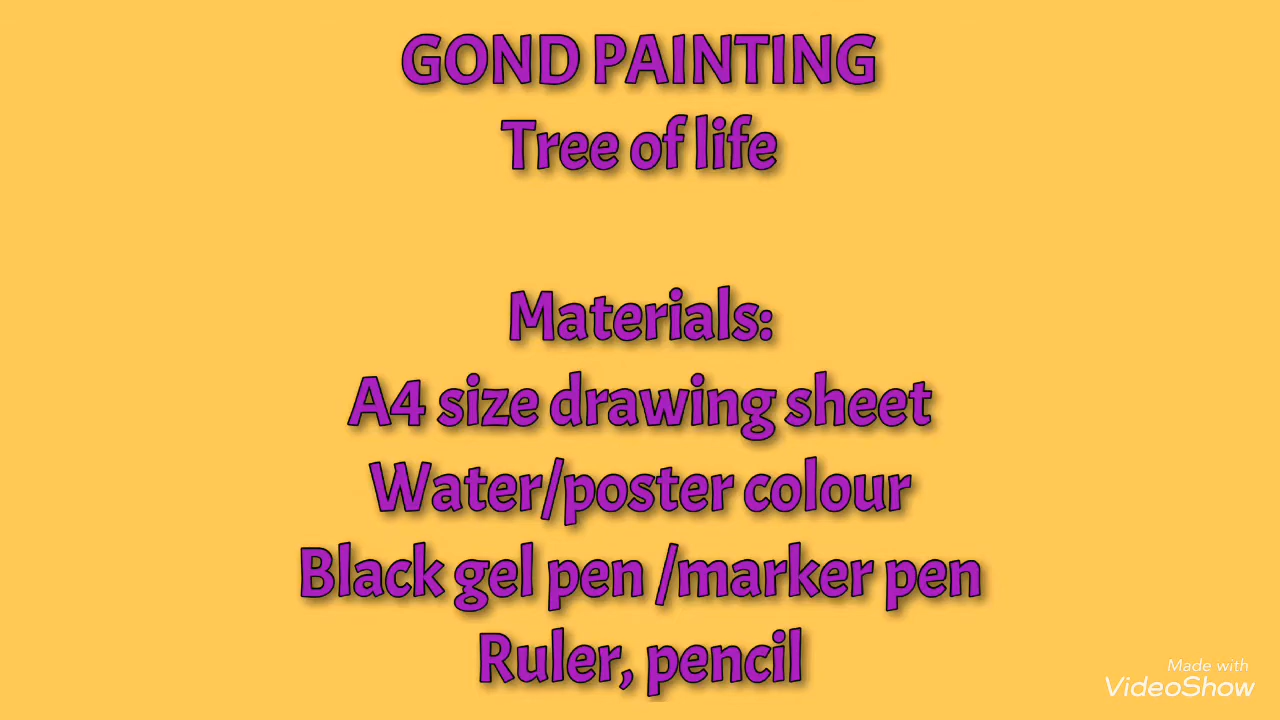 GOND PAINTING
Tree of life
Materials:
A4 size drawing sheet
Water/poster colour
Black gel pen /marker pen
Ruler, pencil
Made with
VideoShow